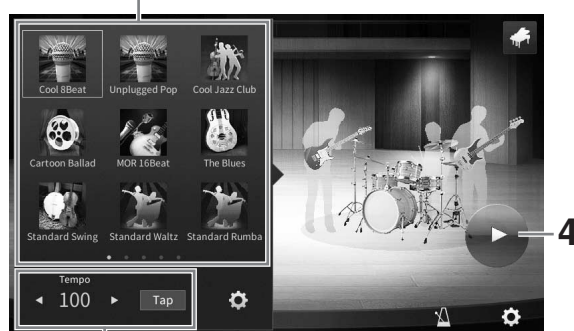 Cool 8Beat Unplugged Pop Cool Jazz Club
Cartoon Ballad MOR 16Beat The Blues
Standard Swing Standard Waltz Standard Rumba
4
Tempo
100 Tap